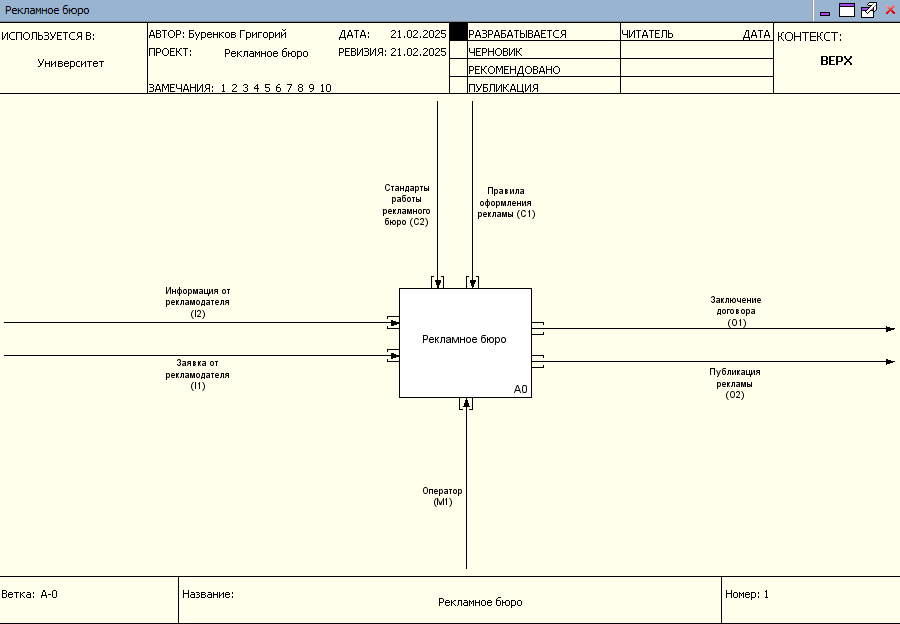 Рекламное бюро
ИСПОЛЬЗУЕТСЯ В:
Университет
АВТОР: Буренков Григорий
ДАТА: 21.02.2025
ПРОЕКТ: Рекламное бюро
РЕВИЗИЯ: 21.02.2025
ЗАМЕЧАНИЯ: 1 2 3 4 5 6 7 8 9 10
РАЗРАБАТЫВАЕТСЯ
ЧЕРНОВИК
РЕКОМЕНДОВАНО
ПУБЛИКАЦИЯ
ЧИТАТЕЛЬ ДАТА
КОНТЕКСТ:
ВЕРХ
Стандарты
работы
рекламного
бюро (C2)
Правила
оформления
рекламы (C1)
Информация от
рекламодателя
(I2)
Заявка от
рекламодателя
(I1)
Рекламное бюро
A0
Заключение
договора
(O1)
Публикация
рекламы
(O2)
Оператор
(M1)
Ветка: A-0
Название:
Рекламное бюро
Номер: 1